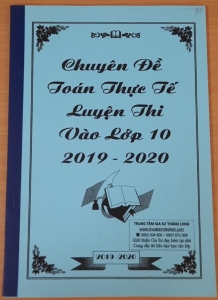 Chuyên Đề
Toán Thực Tế
Luyện Thi
Vào Lớp 10
2019 - 2020
TRUNG TÂM GIA SƯ THĂNG LONG
2019 -2020